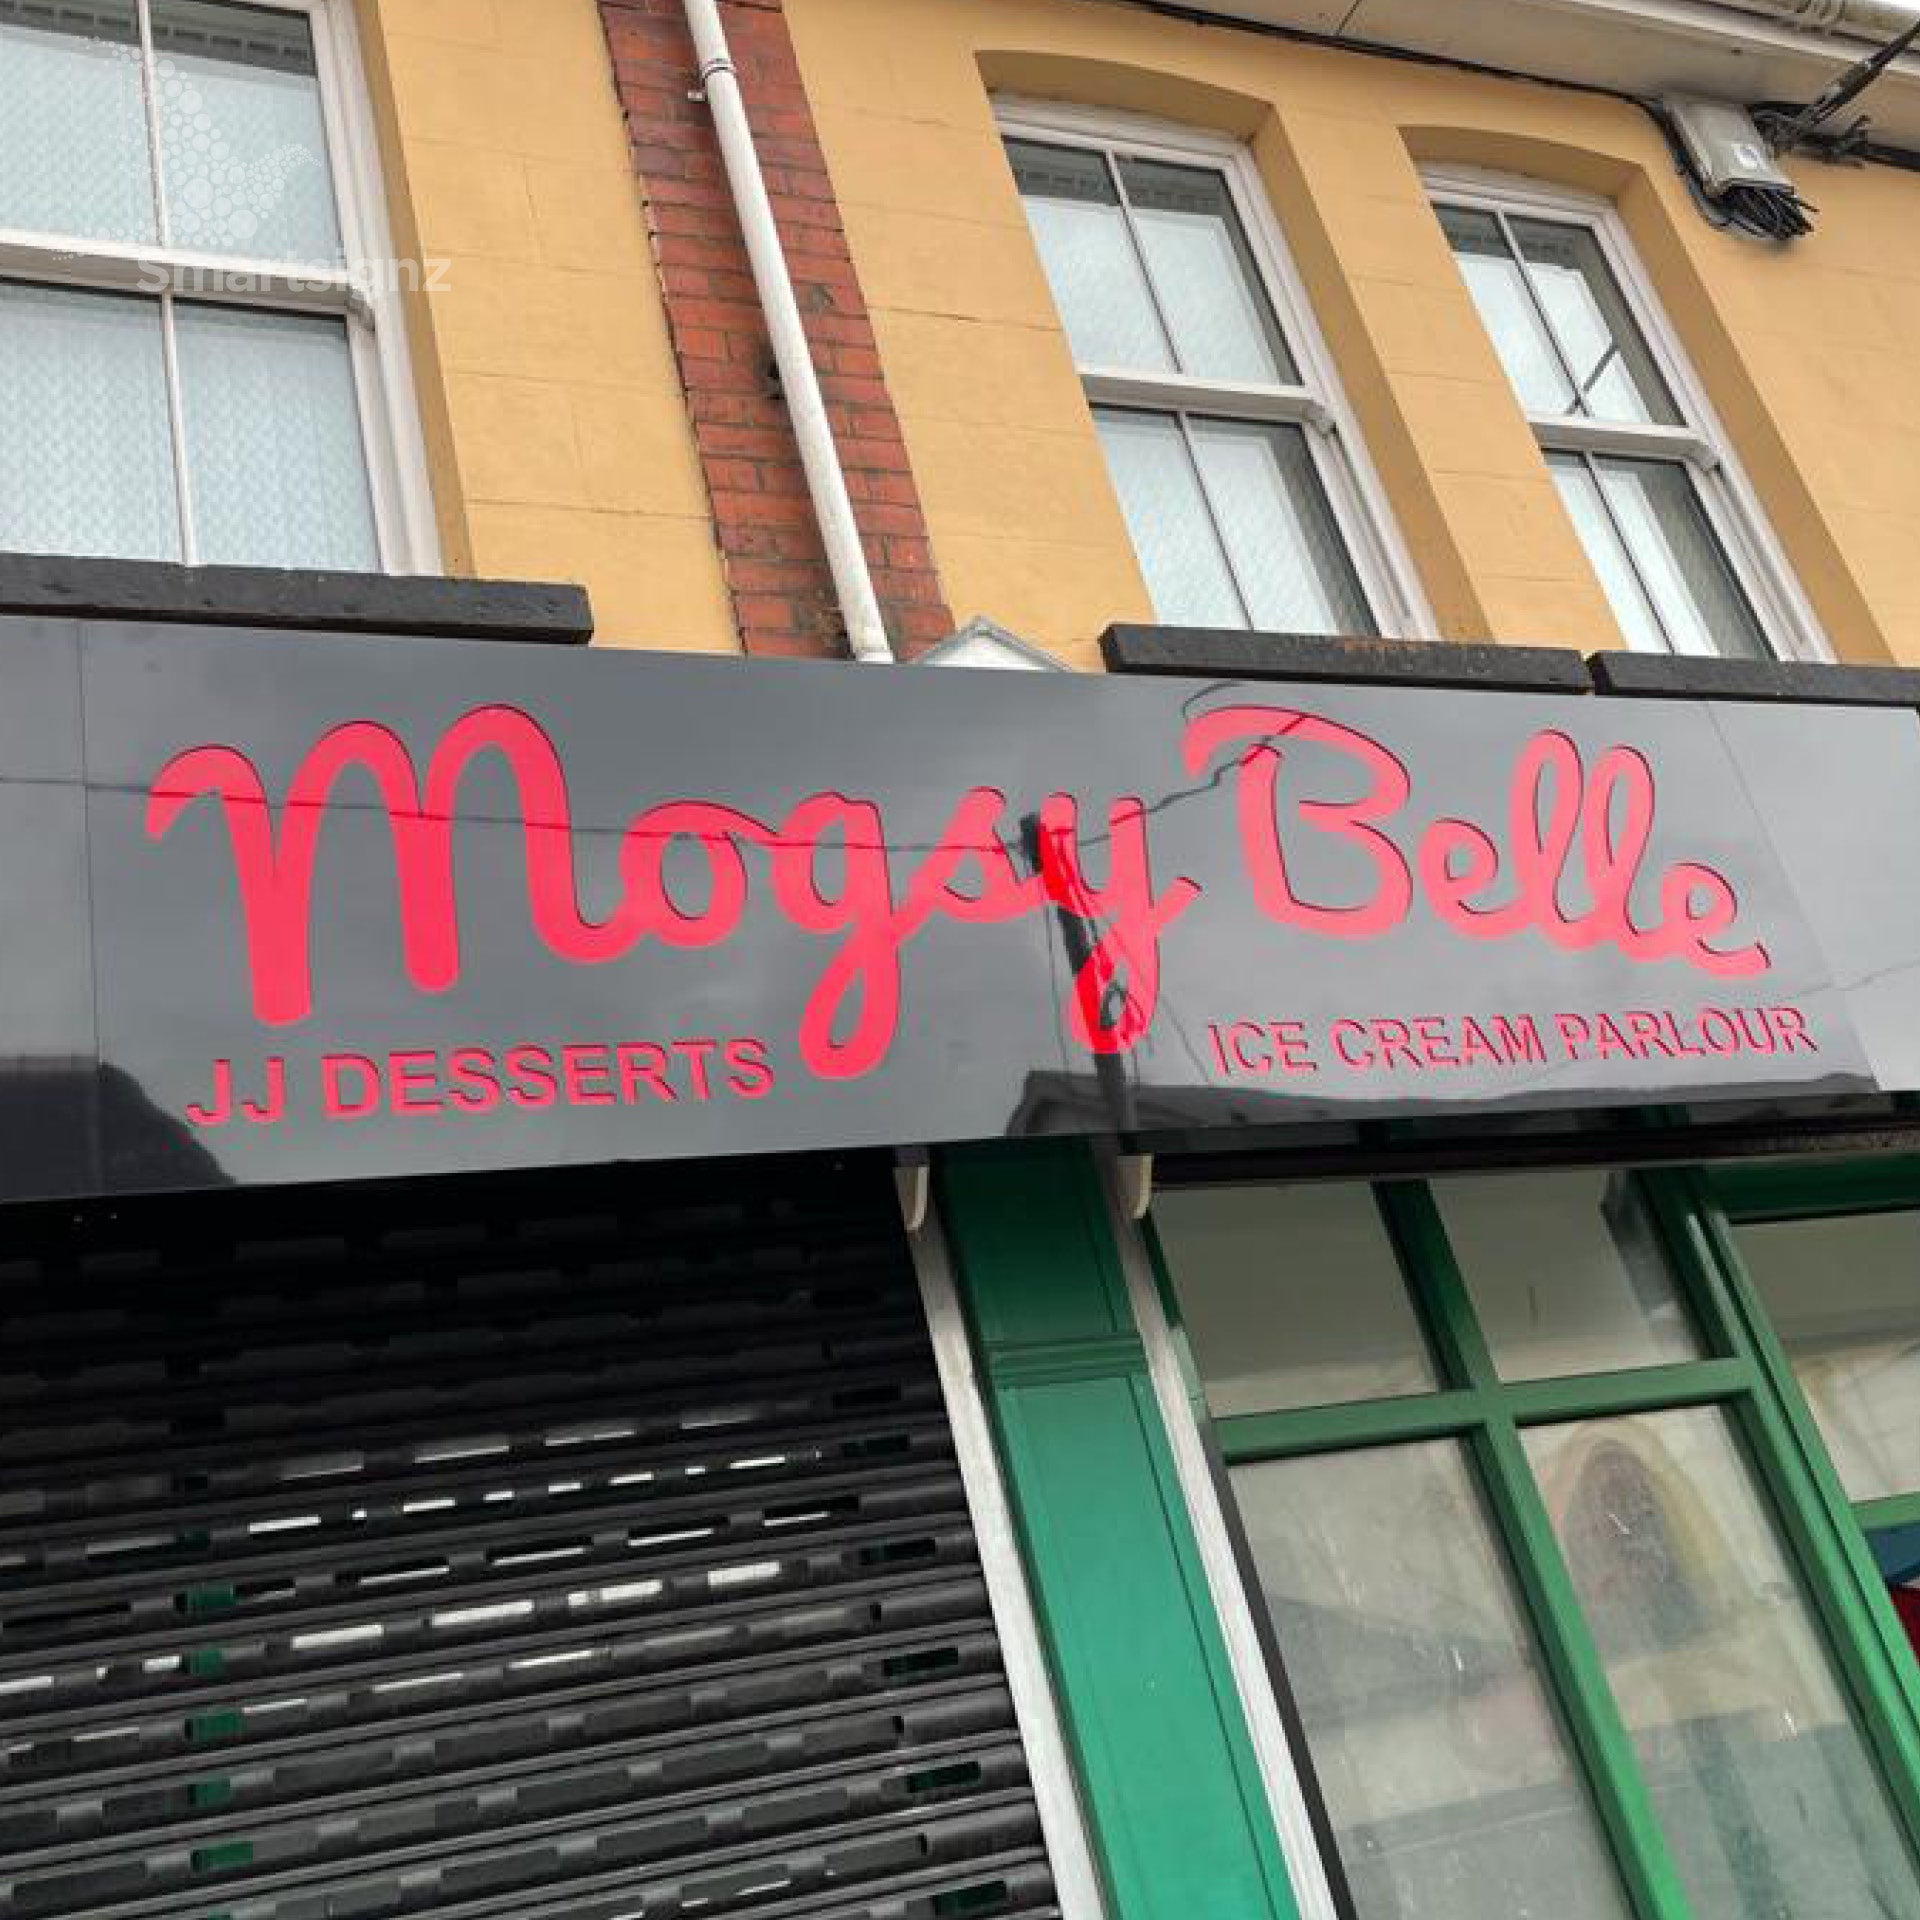 Smartsignz
Mogsy Belle
JJ DESSERTS
ICE CREAM PARLOUR